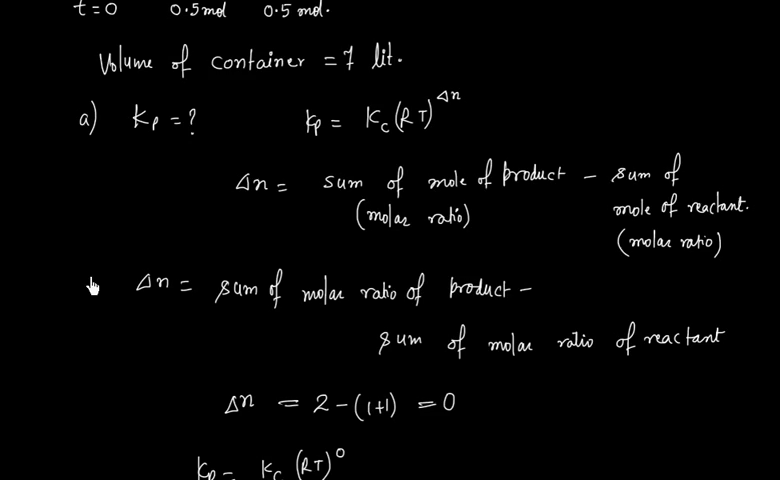 t=0 0.5mol 0.5 mol.
Volume of container = 7 lit.
a) Kp = ? Kp = Kc (RT)^Δn
Δn = sum of mole of product – sum of
(molar ratio) mole of reactant.
(molar ratio)
Δn = sum of molar ratio of product –
sum of molar ratio of reactant
Δn = 2 – (1+1) = 0
Kp = Kc (RT)^0